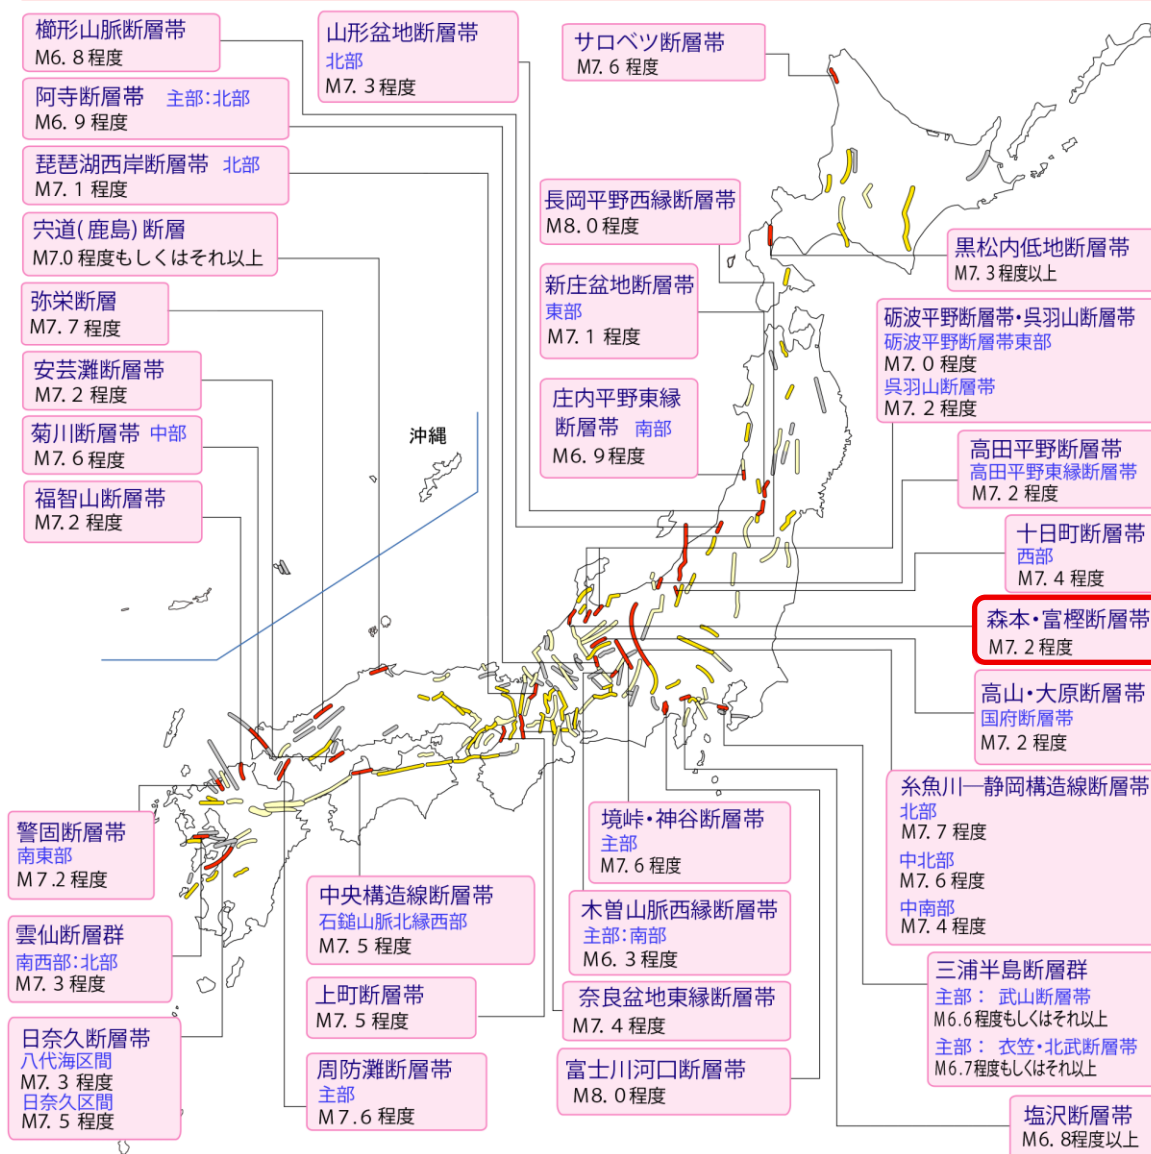 櫛形山脈断層帯
M6.8程度
山形盆地断層帯
北部
M7.3程度
サロベツ断層帯
M7.6程度
阿寺断層帯 主部:北部
M6.9程度
琵琶湖西岸断層帯 北部
M7.1程度
宍道(鹿島)断層
M7.0程度もしくはそれ以上
弥栄断層
M7.7程度
安芸灘断層帯
M7.2程度
菊川断層帯 中部
M7.6程度
福智山断層帯
M7.2程度
長岡平野西縁断層帯
M8.0程度
新庄盆地断層帯
東部
M7.1程度
庄内平野東縁
断層帯 南部
M6.9程度
沖縄
黒松内低地断層帯
M7.3程度以上
砺波平野断層帯・呉羽山断層帯
砺波平野断層帯東部
M7.0程度
呉羽山断層帯
M7.2程度
高田平野断層帯
高田平野東縁断層帯
M7.2程度
十日町断層帯
西部
M7.4程度
森本・富樫断層帯
M7.2程度
高山・大原断層帯
国府断層帯
M7.2程度
糸魚川―静岡構造線断層帯
北部
M7.7程度
中北部
M7.6程度
中南部
M7.4程度
三浦半島断層群
主部: 武山断層帯
M6.6程度もしくはそれ以上
主部: 衣笠・北武断層帯
M6.7程度もしくはそれ以上
塩沢断層帯
M6.8程度以上
警固断層帯
南東部
M7.2程度
雲仙断層群
南西部:北部
M7.3程度
日奈久断層帯
八代海区間
M7.3程度
日奈久区間
M7.5程度
中央構造線断層帯
石鎚山脈北縁西部
M7.5程度
上町断層帯
M7.5程度
周防灘断層帯
主部
M7.6程度
境峠・神谷断層帯
主部
M7.6程度
木曽山脈西縁断層帯
主部:南部
M6.3程度
奈良盆地東縁断層帯
M7.4程度
富士川河口断層帯
M8.0程度